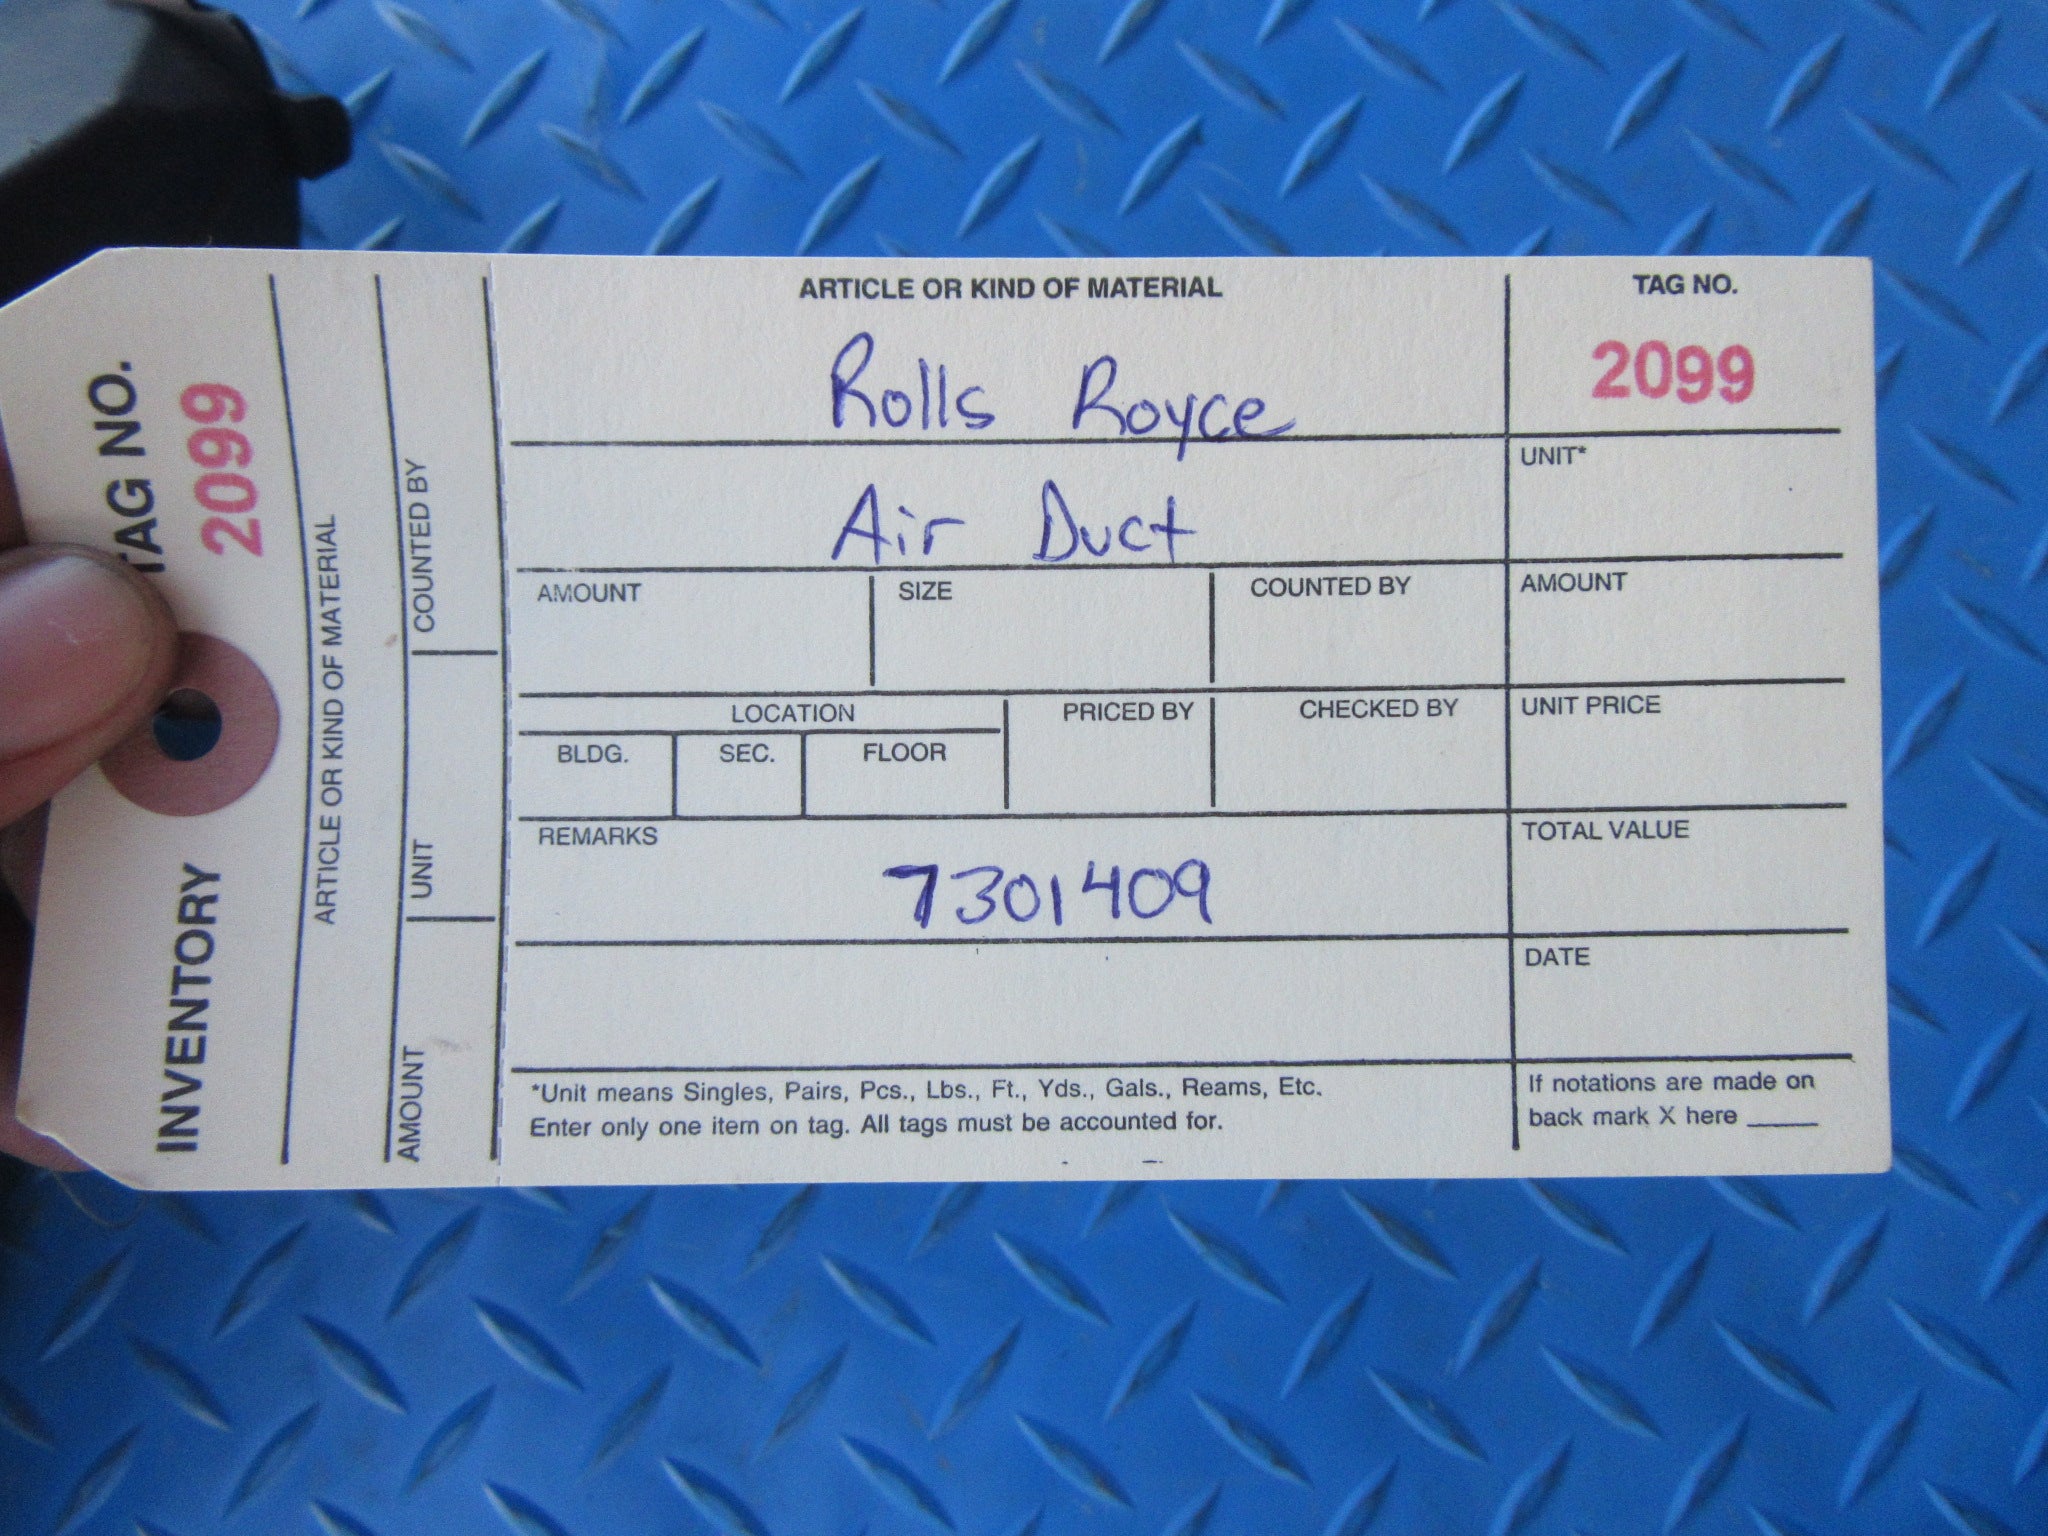 TAG NO.
2099
INVENTORY
ARTICLE OR KIND OF MATERIAL
COUNTED BY
UNIT
AMOUNT
ARTICLE OR KIND OF MATERIAL
Rolls Royce
Air Duct
TAG NO.
2099
UNIT*
AMOUNT
SIZE
COUNTED BY
AMOUNT
LOCATION
PRICED BY
CHECKED BY
UNIT PRICE
BLDG.
SEC.
FLOOR
REMARKS
7301409
TOTAL VALUE
DATE
*Unit means Singles, Pairs, Pcs., Lbs., Ft., Yds., Gals., Reams, Etc.
Enter only one item on tag. All tags must be accounted for.
If notations are made on
back mark X here _____